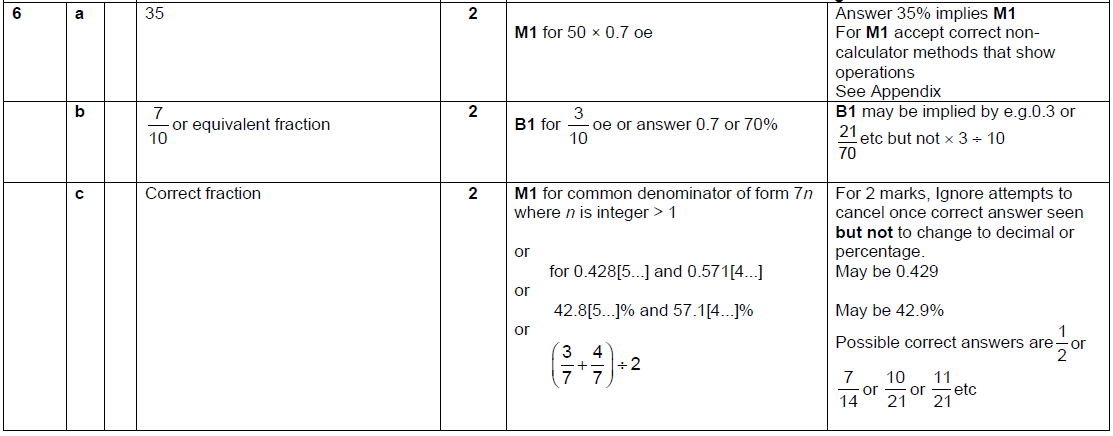 6 a 35 2 Answer 35% implies M1
M1 for 50 × 0.7 oe For M1 accept correct non-
calculator methods that show
operations
See Appendix
b 7/10 or equivalent fraction 2 B1 for 3/10 oe or answer 0.7 or 70% B1 may be implied by e.g.0.3 or
21/70 etc but not × 3 ÷ 10
c Correct fraction 2 M1 for common denominator of form 7n For 2 marks, Ignore attempts to
where n is integer > 1 cancel once correct answer seen
but not to change to decimal or
or percentage.
for 0.428[5...] and 0.571[4...] May be 0.429
or
42.8[5...]% and 57.1[4...]% May be 42.9%
or
(3/7 + 4/7) ÷ 2 Possible correct answers are 1/2 or
7/14 or 10/21 or 11/21 etc